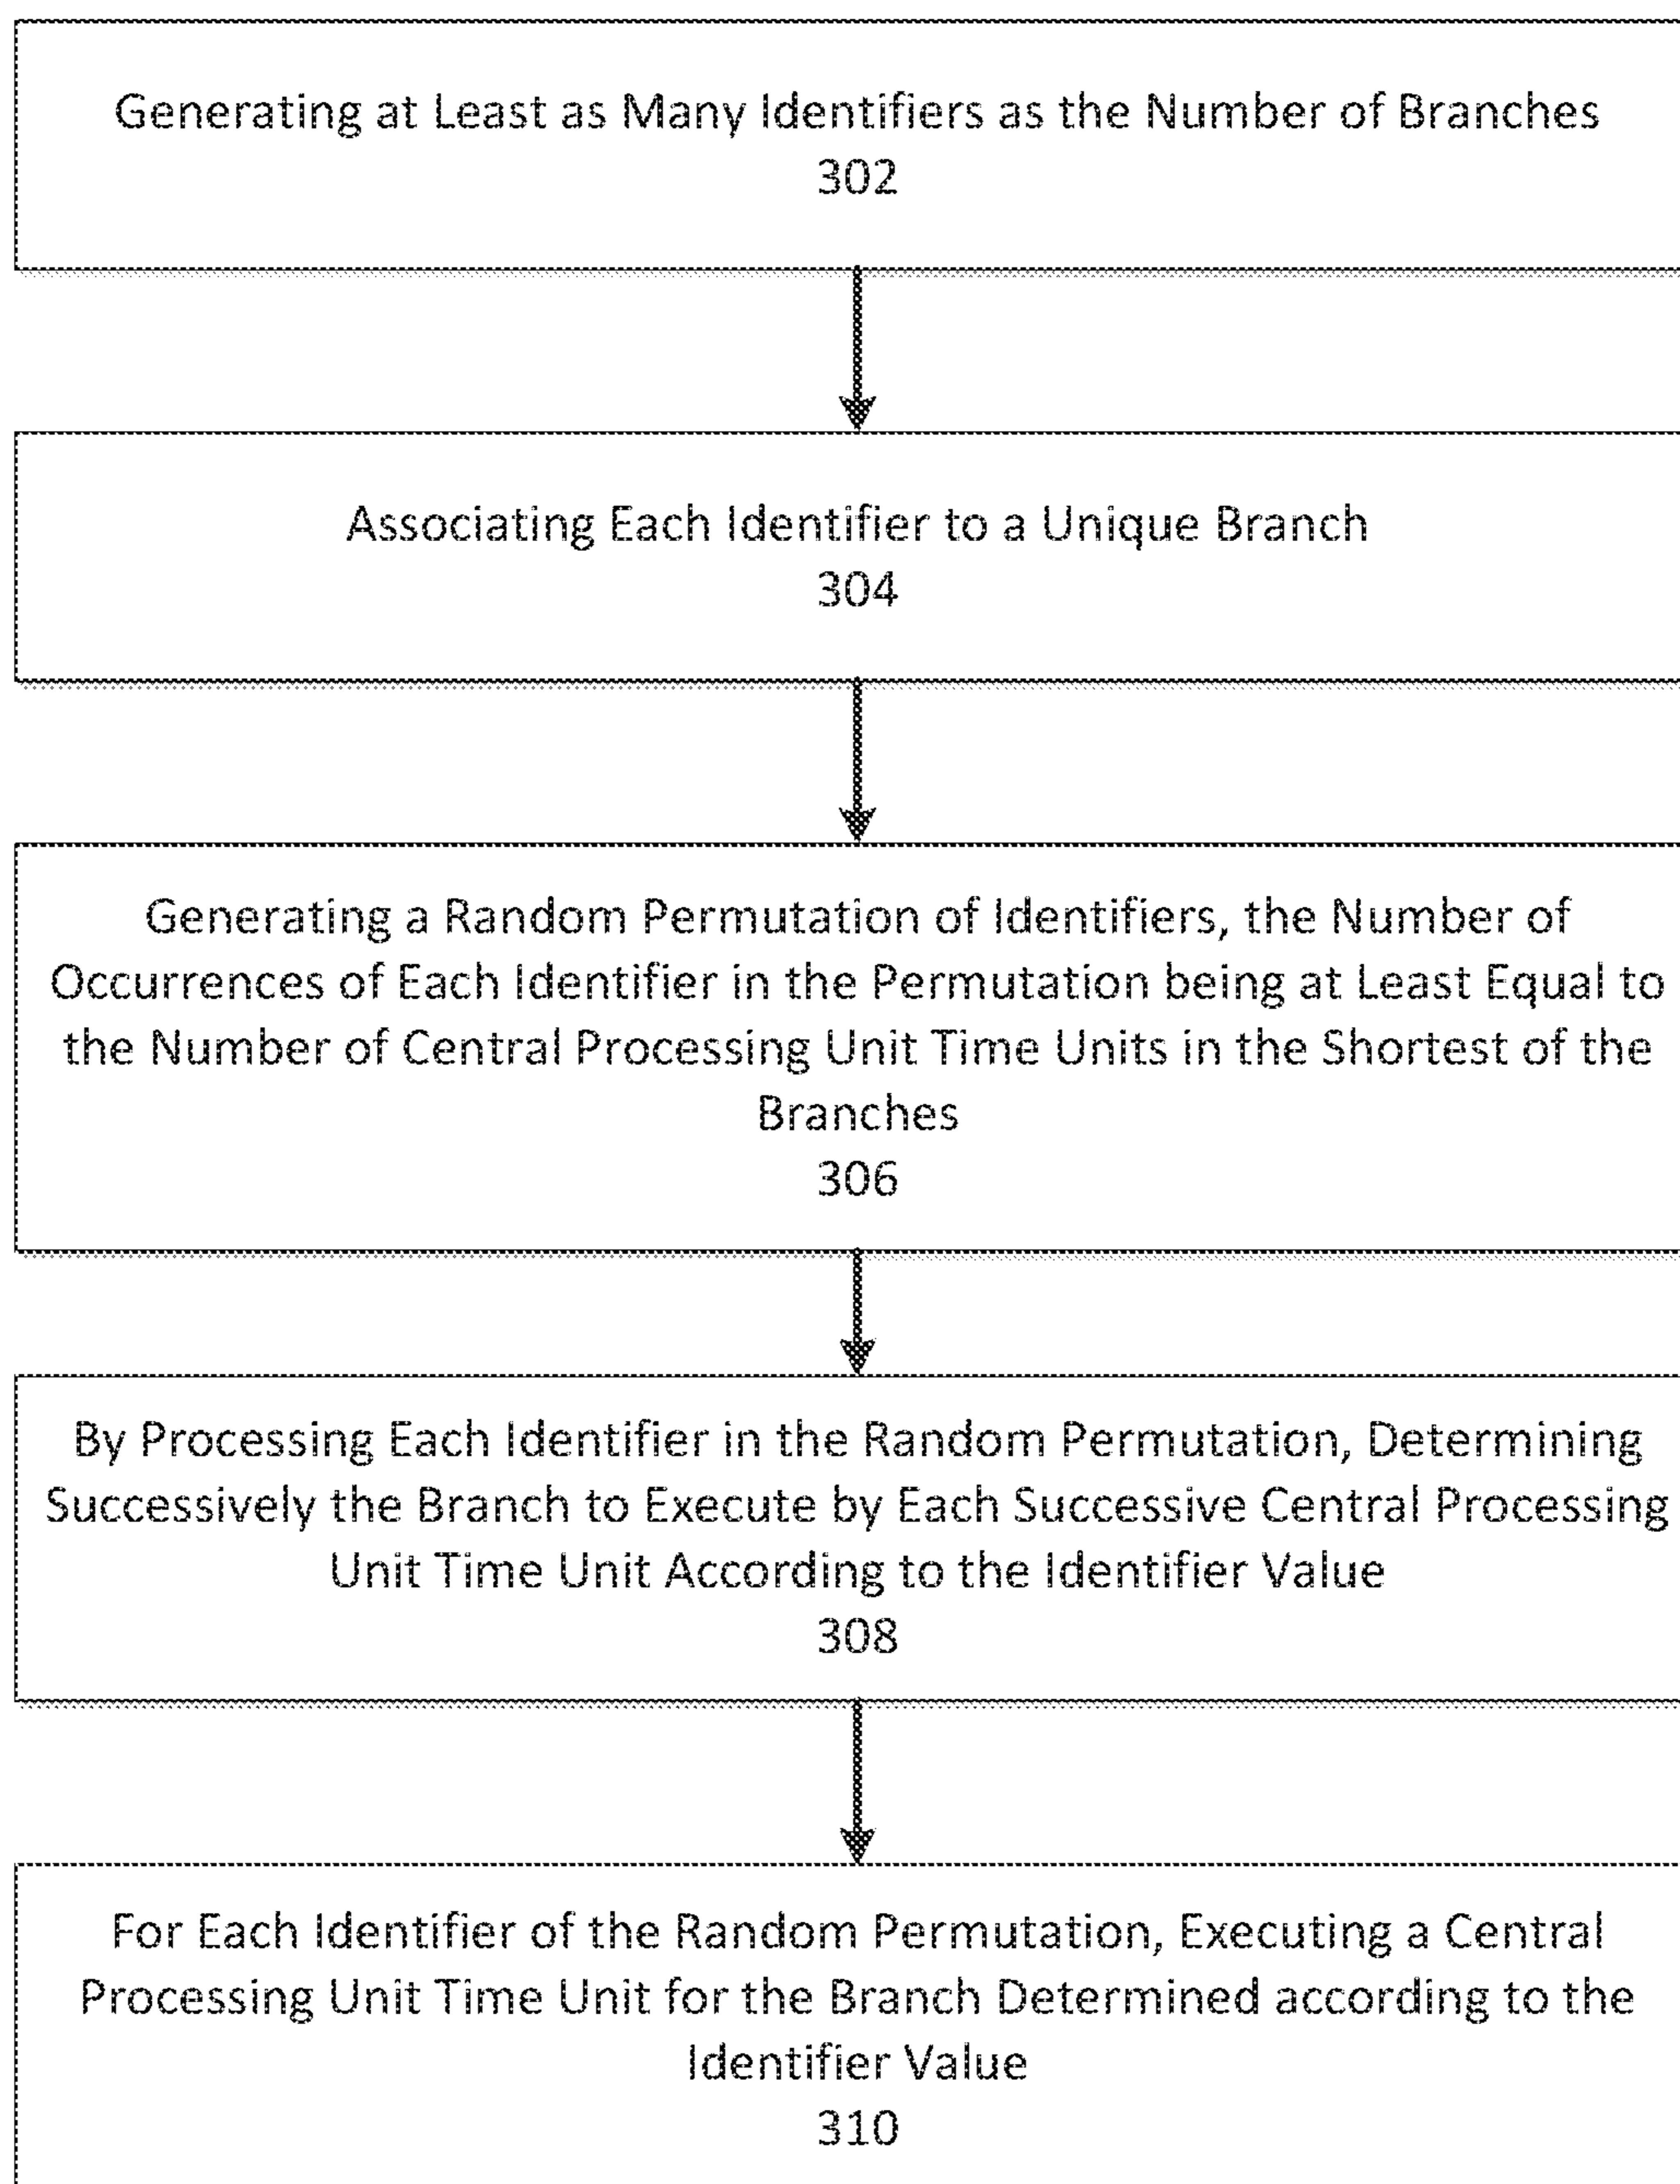 Generating at Least as Many Identifiers as the Number of Branches
302
Associating Each Identifier to a Unique Branch
304
Generating a Random Permutation of Identifiers, the Number of
Occurrences of Each Identifier in the Permutation being at Least Equal to
the Number of Central Processing Unit Time Units in the Shortest of the
Branches
306
By Processing Each Identifier in the Random Permutation, Determining
Successively the Branch to Execute by Each Successive Central Processing
Unit Time Unit According to the Identifier Value
308
For Each Identifier of the Random Permutation, Executing a Central
Processing Unit Time Unit for the Branch Determined according to the
Identifier Value
310